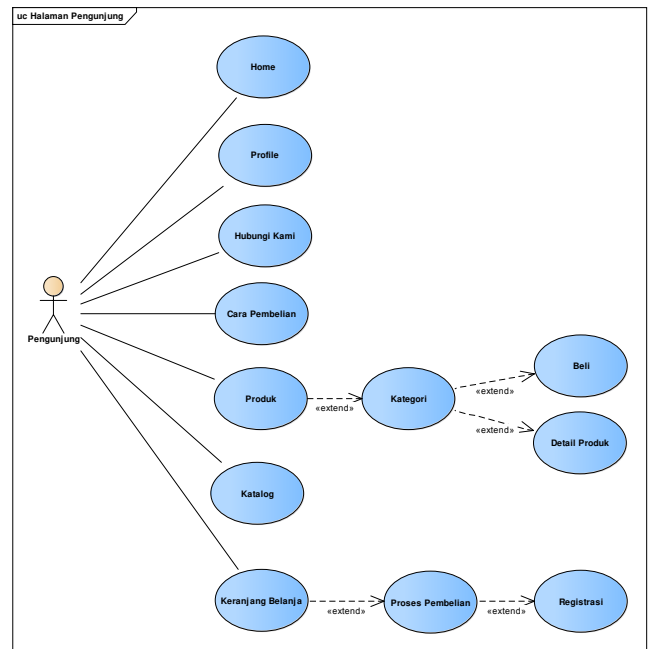 uc Halaman Pengunjung
Home
Profile
Hubungi Kami
Cara Pembelian
Pengunjung
Beli
Produk
«extend»
Kategori
«extend»
«extend»
Detail Produk
Katalog
Keranjang Belanja
«extend»
Proses Pembelian
«extend»
Registrasi